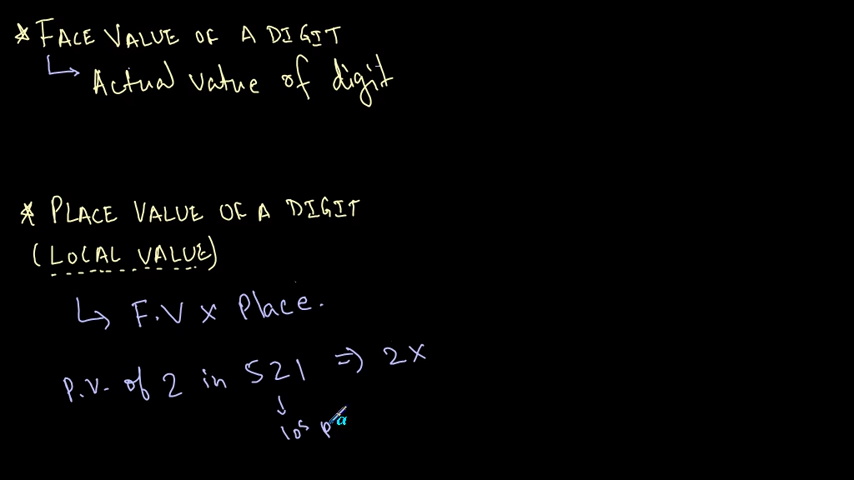 * FACE VALUE OF A DIGIT
↳ Actual value of digit
* PLACE VALUE OF A DIGIT
(LOCAL VALUE)
↳ F.V x Place.
P.V. of 2 in 521 => 2x
↓
10s p